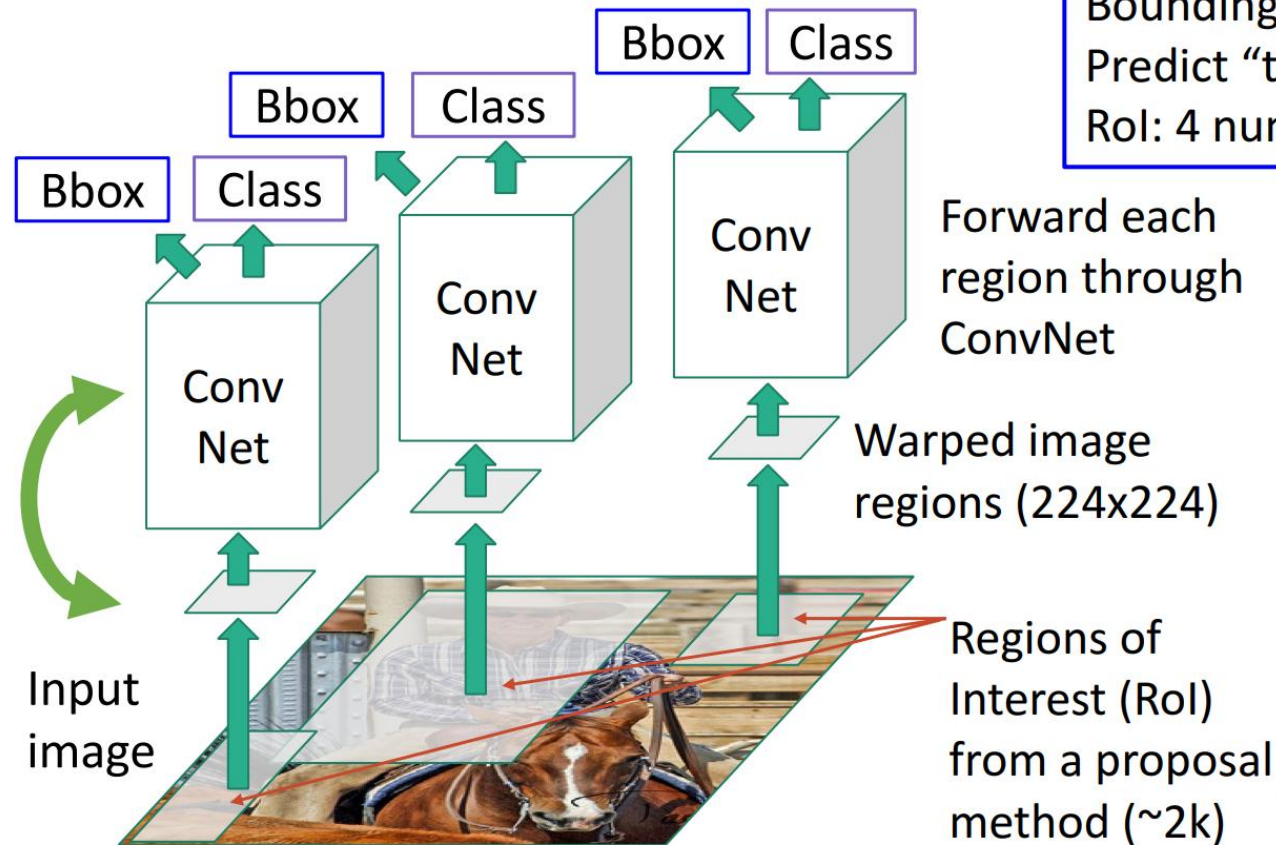 Bbox
Class
Bbox
Class
Bbox
Class
Bounding
Predict "t
RoI: 4 nu
Conv
Net
Conv
Net
Conv
Net
Forward each
region through
ConvNet
Warped image
regions (224x224)
Input
image
Regions of
Interest (RoI)
from a proposal
method (~2k)